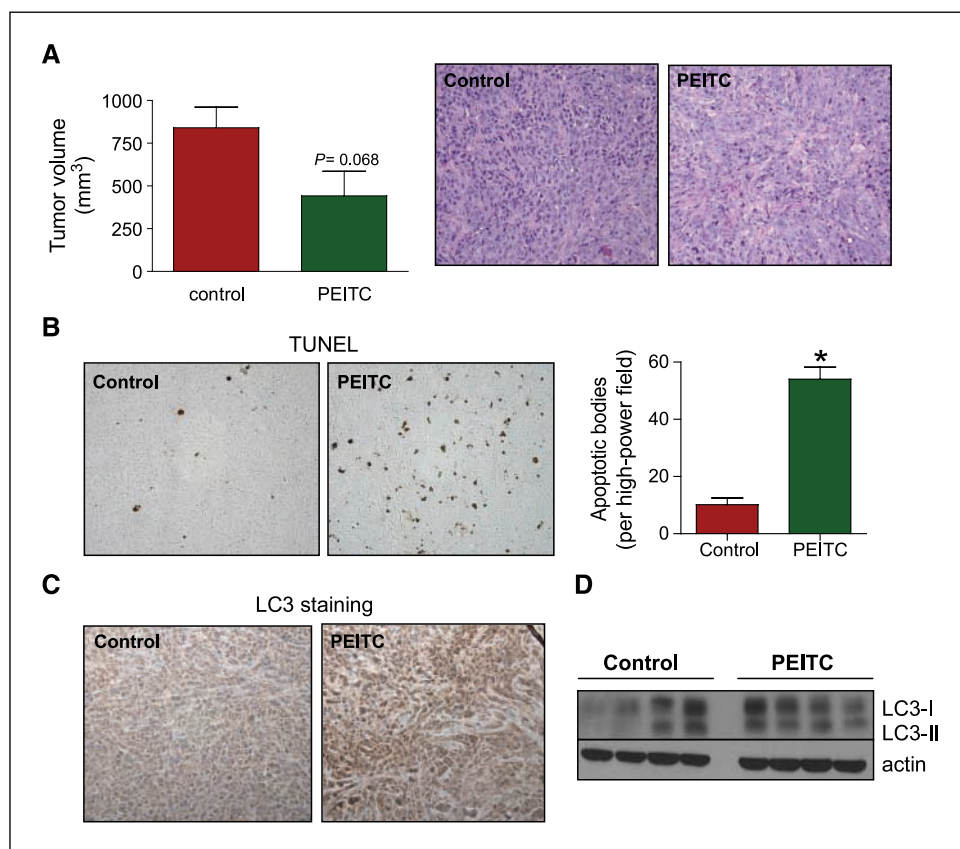 A
Tumor volume
(mm³)
1000
750
500
250
0
P= 0.068
control
PEITC
Control
PEITC
B
TUNEL
Control
PEITC
Apoptotic bodies
(per high-power field)
60
40
20
0
*
Control
PEITC
C
LC3 staining
Control
PEITC
D
Control
PEITC
LC3-I
LC3-II
actin